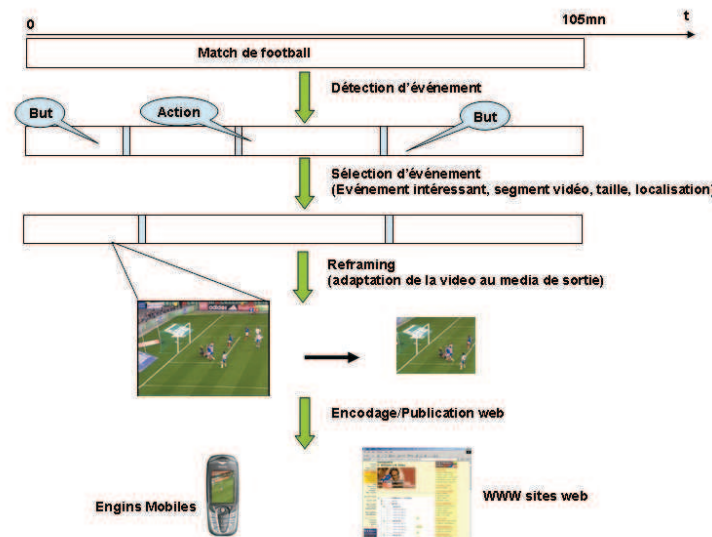 0
105mn
t
Match de football
Détection d'événement
But
Action
But
Sélection d'événement
(Evénement intéressant, segment vidéo, taille, localisation)
Reframing
(adaptation de la video au media de sortie)
adidas
Encodage/Publication web
Engins Mobiles
WWW sites web